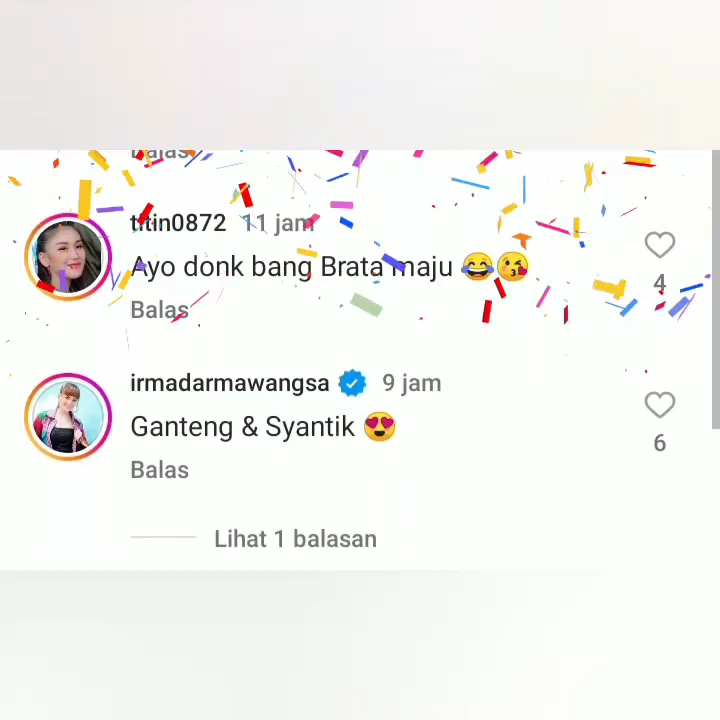 Balas
titin0872 11 jam
Ayo donk bang Brata maju 😂😘
4
Balas
irmadarmawangsa 9 jam
Ganteng & Syantik 😍
6
Balas
Lihat 1 balasan